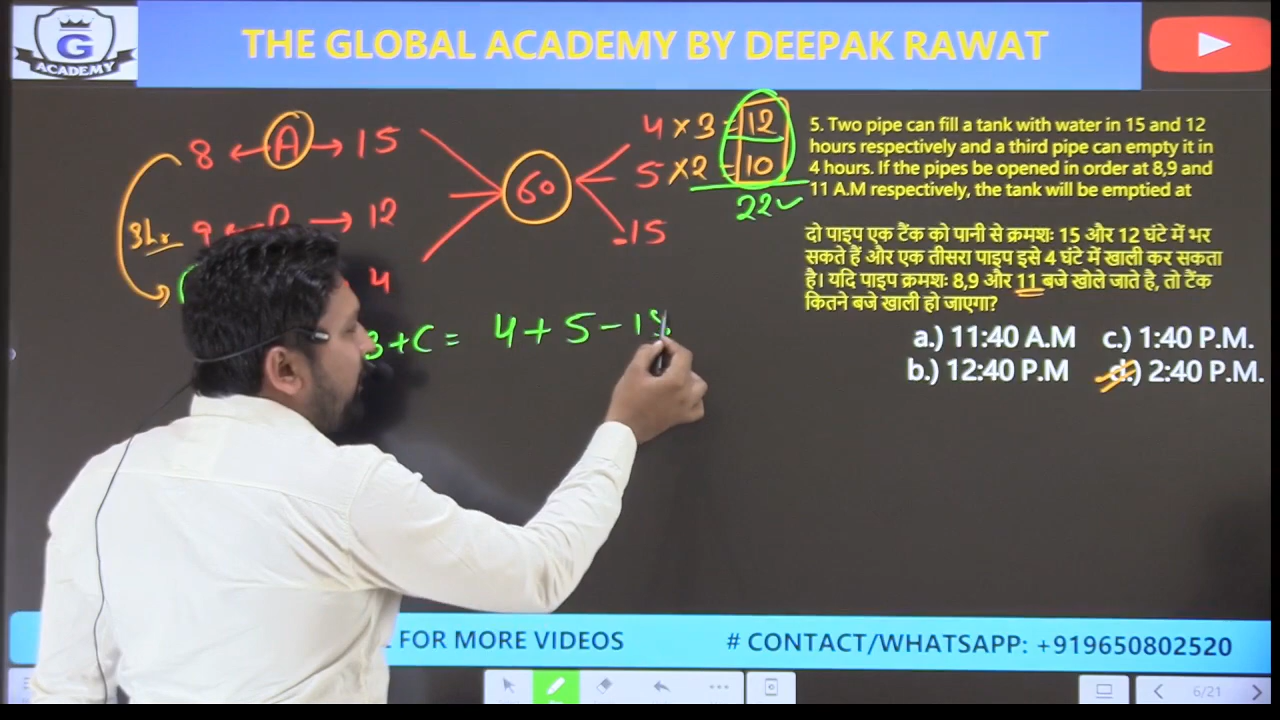 G
ACADEMY
THE GLOBAL ACADEMY BY DEEPAK RAWAT
8 ← A → 15
9 ← → 12
4
3hr
60
4 × 3 = 12
5 × 2 = 10
22 ✓
-15
B+C = 4+5-15
5. Two pipe can fill a tank with water in 15 and 12
hours respectively and a third pipe can empty it in
4 hours. If the pipes be opened in order at 8,9 and
11 A.M respectively, the tank will be emptied at
दो पाइप एक टैंक को पानी से क्रमशः 15 और 12 घंटे में भर
सकते हैं और एक तीसरा पाइप इसे 4 घंटे में खाली कर सकता
है। यदि पाइप क्रमशः 8,9 और 11 बजे खोले जाते है, तो टैंक
कितने बजे खाली हो जाएगा?
a.) 11:40 A.M c.) 1:40 P.M.
b.) 12:40 P.M d.) 2:40 P.M.
FOR MORE VIDEOS # CONTACT/WHATSAPP: +919650802520
6/21